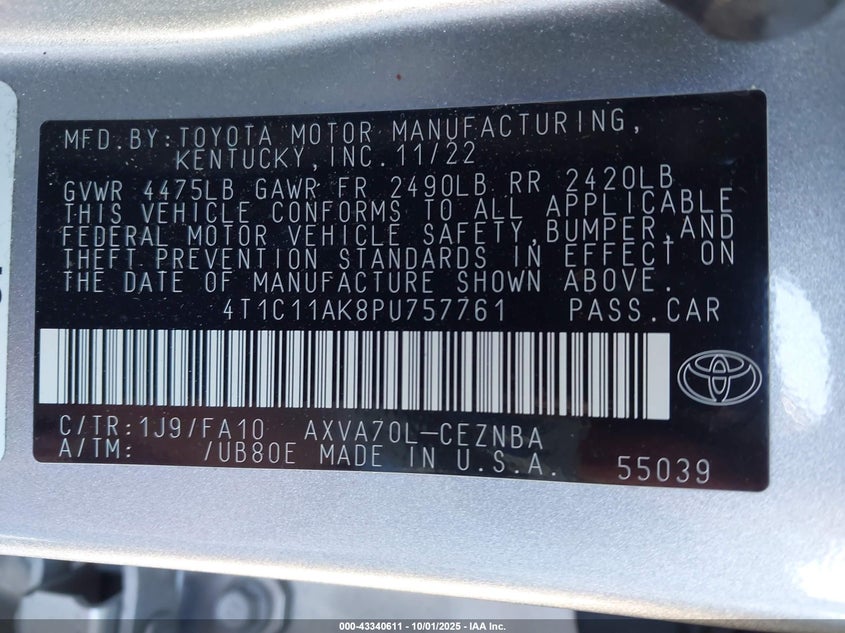 MFD. BY: TOYOTA MOTOR MANUFACTURING,
KENTUCKY, INC. 11/22
GVWR 4475LB GAWR FR 2490LB RR 2420LB
THIS VEHICLE CONFORMS TO ALL APPLICABLE
FEDERAL MOTOR VEHICLE SAFETY, BUMPER, AND
THEFT PREVENTION STANDARDS IN EFFECT ON
THE DATE OF MANUFACTURE SHOWN ABOVE.
4T1C11AK8PU757761 PASS.CAR
C/TR: 1J9/FA10 AXVA70L-CEZNBA
A/TM: /UB80E MADE IN U.S.A. 55039
000-43340611 - 10/01/2025 - IAA Inc.